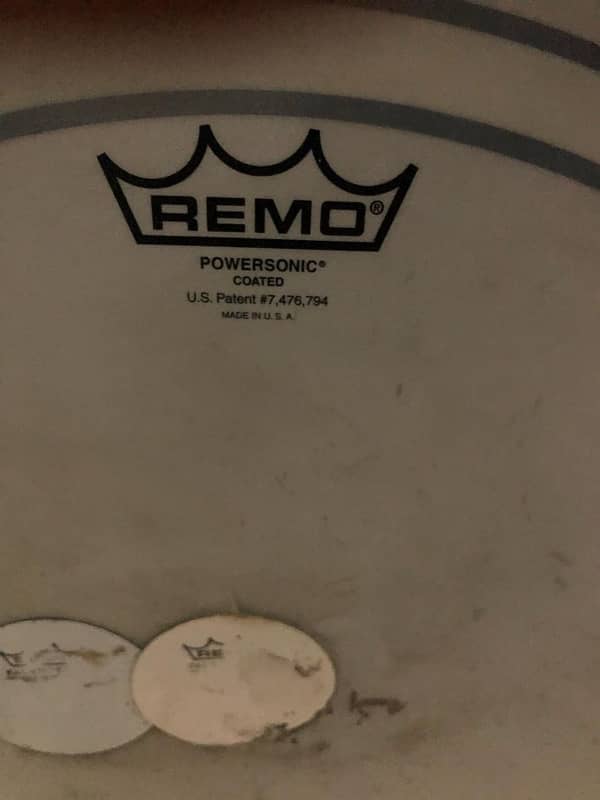 REMO®
POWERSONIC®
COATED
U.S. Patent #7,476,794
MADE IN U. S. A.